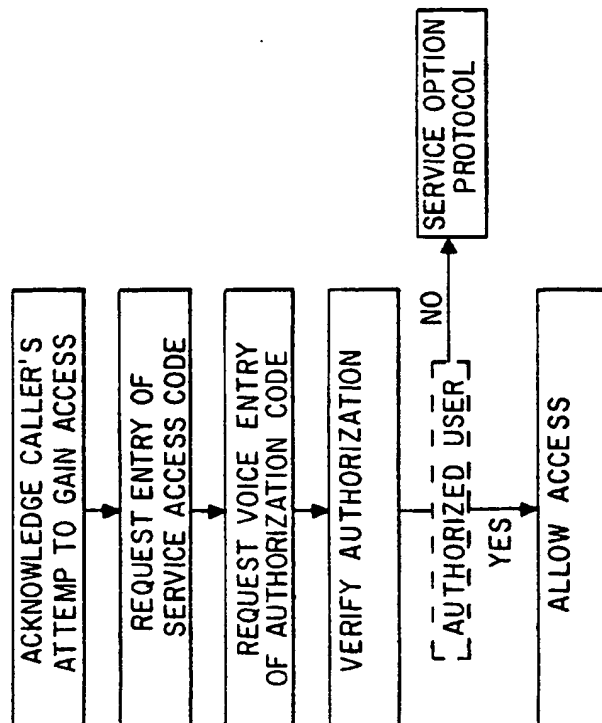 ACKNOWLEDGE CALLER'S
ATTEMP TO GAIN ACCESS
REQUEST ENTRY OF
SERVICE ACCESS CODE
REQUEST VOICE ENTRY
OF AUTHORIZATION CODE
VERIFY AUTHORIZATION
AUTHORIZED USER
NO
SERVICE OPTION
PROTOCOL
YES
ALLOW ACCESS